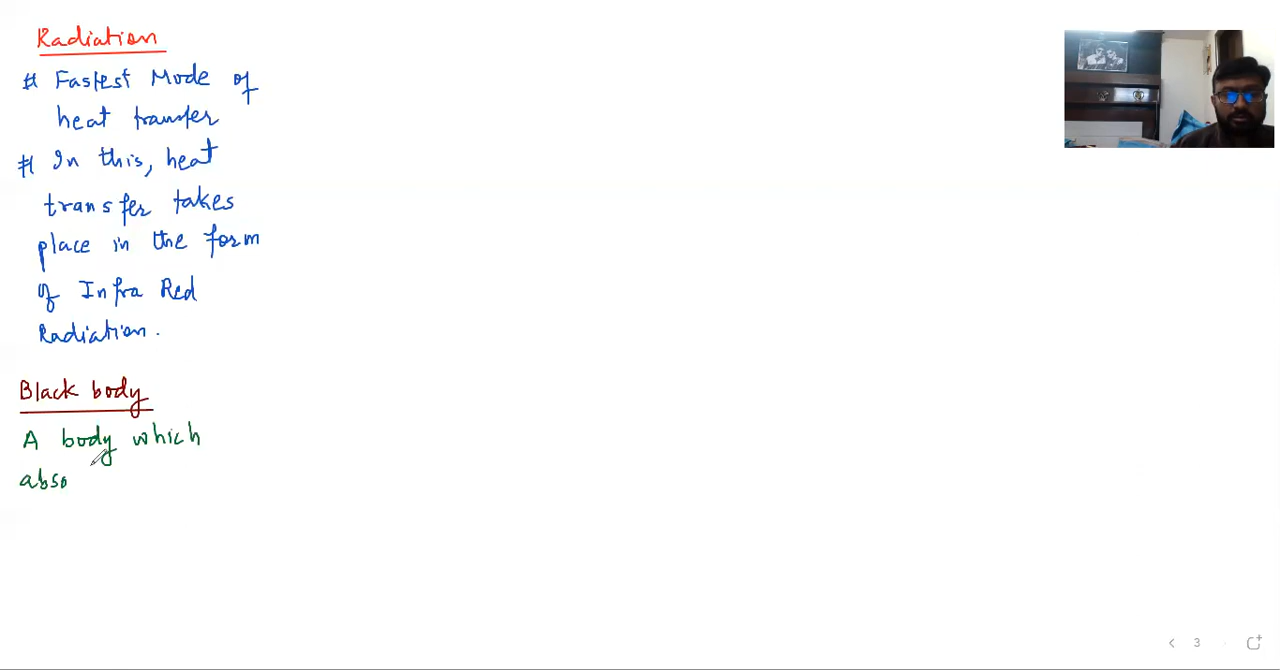 Radiation
# Fastest Mode of
heat transfer
# In this, heat
transfer takes
place in the form
of Infra Red
Radiation.
Black body
A body which
abso
3